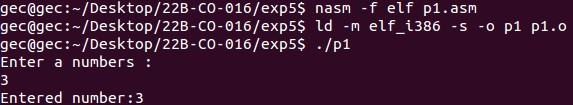 gec@gec:~/Desktop/22B-CO-016/exp5$ nasm -f elf p1.asm
gec@gec:~/Desktop/22B-CO-016/exp5$ ld -m elf_i386 -s -o p1 p1.o
gec@gec:~/Desktop/22B-CO-016/exp5$ ./p1
Enter a numbers :
3
Entered number:3